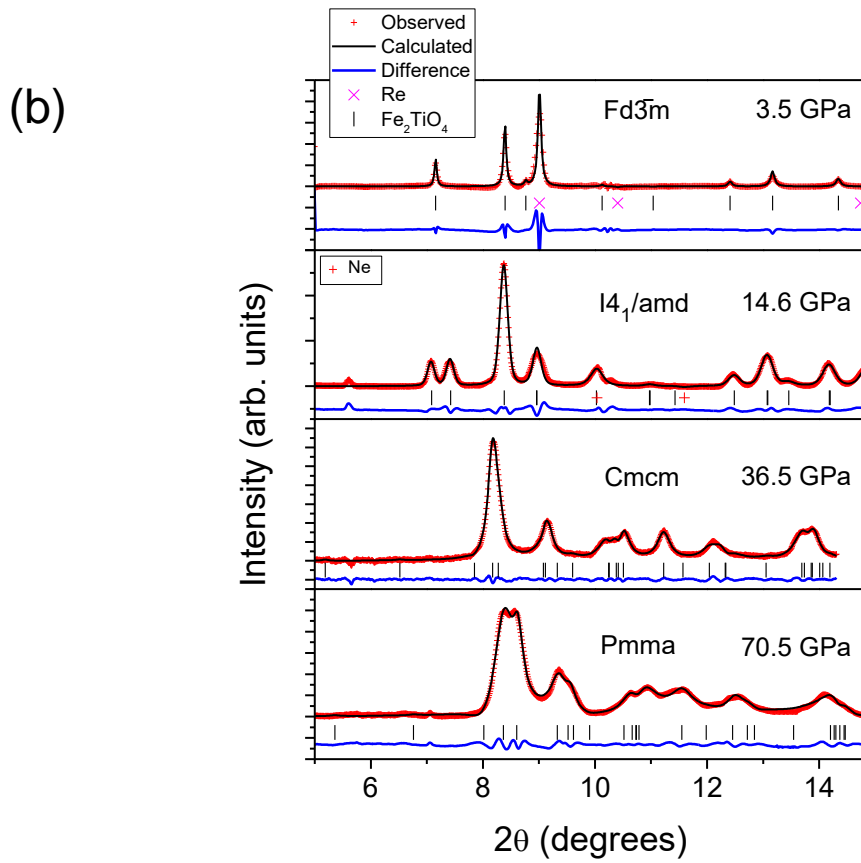 (b)
Observed
Calculated
Difference
Re
Fe₂TiO₄
Fd3̅m 3.5 GPa
Ne
I4₁/amd 14.6 GPa
Cmcm 36.5 GPa
Pmma 70.5 GPa
Intensity (arb. units)
6 8 10 12 14
2θ (degrees)